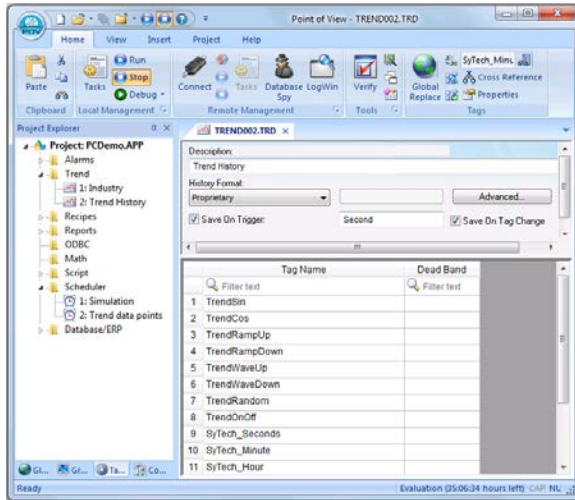 Point of View - TREND002.TRD
POV
Home View Insert Project Help
Paste
Clipboard
Tasks
Run
Stop
Debug
Local Management
Connect
Tasks
Database Spy
LogWin
Remote Management
Verify
Tools
Global Replace
SyTech_Minu
Cross Reference
Properties
Tags
Project Explorer
Project: PCDemo.APP
Alarms
Trend
1: Industry
2: Trend History
Recipes
Reports
ODBC
Math
Script
Scheduler
1: Simulation
2: Trend data points
Database/ERP
Gl... Gr... Ta... Co...
TREND002.TRD
Description:
Trend History
History Format:
Proprietary
Advanced...
Save On Trigger:
Second
Save On Tag Change
Tag Name Dead Band
Filter text Filter text
1 TrendSin
2 TrendCos
3 TrendRampUp
4 TrendRampDown
5 TrendWaveUp
6 TrendWaveDown
7 TrendRandom
8 TrendOnOff
9 SyTech_Seconds
10 SyTech_Minute
11 SyTech_Hour
Ready
Evaluation (35:06:34 hours left) CAP NU